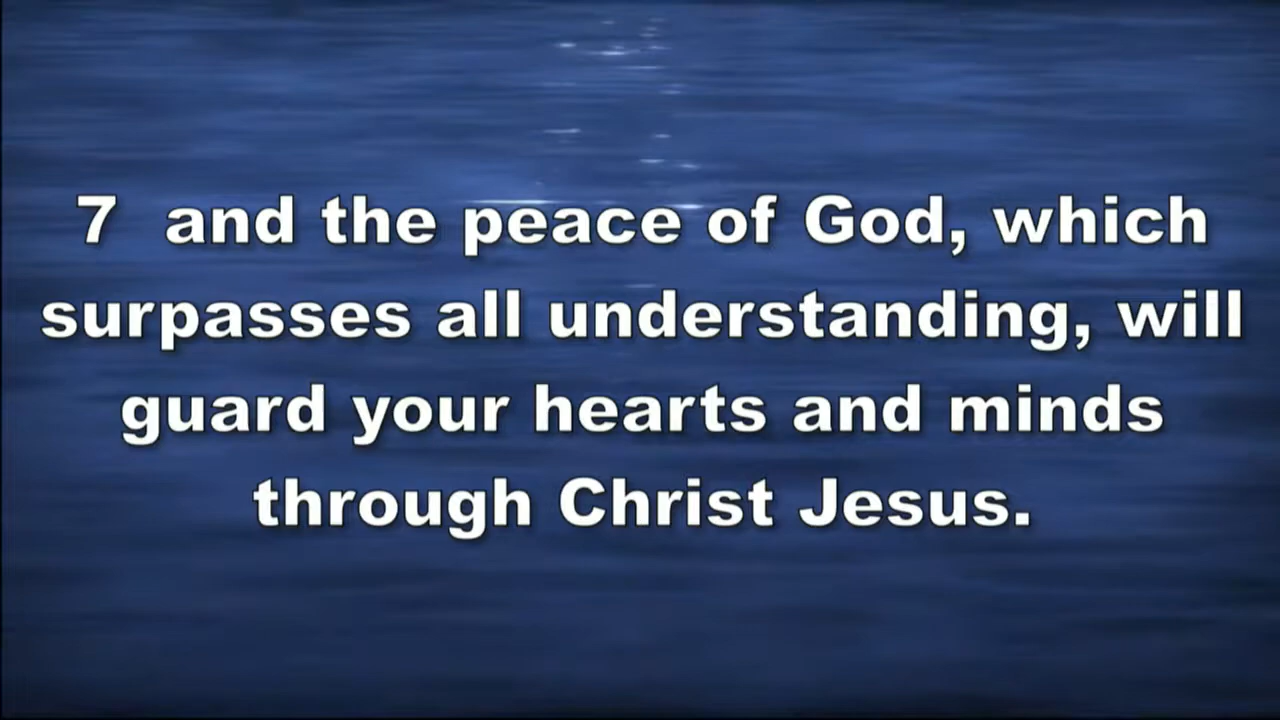 7 and the peace of God, which
surpasses all understanding, will
guard your hearts and minds
through Christ Jesus.